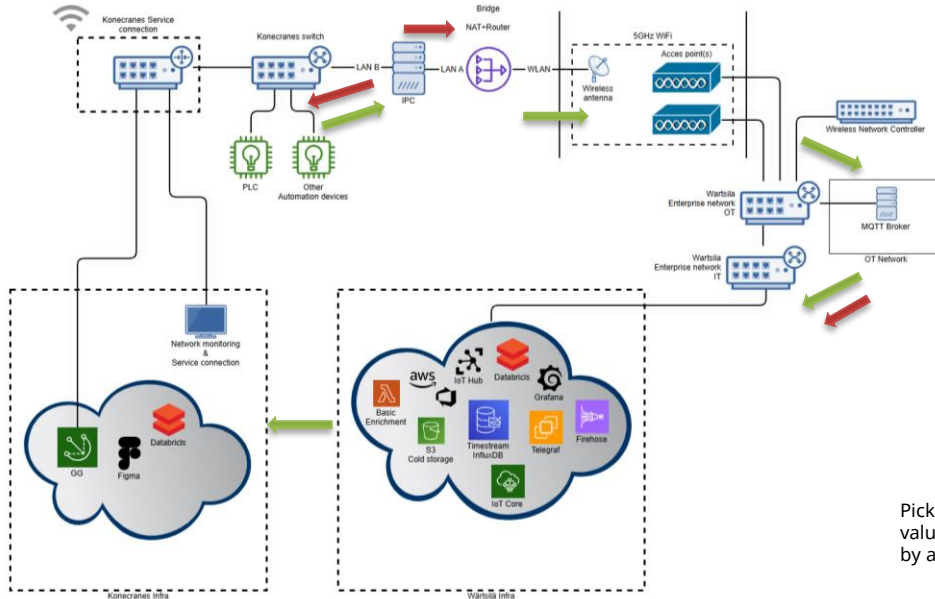 Konecranes Service
connection
Konecranes switch
Bridge
NAT+Router
5GHz WiFi
Acces point(s)
LAN B
LAN A
WLAN
IPC
Wireless
antenna
Wireless Network Controller
PLC
Other
Automation devices
Wartsila
Enterprise network
OT
MQTT Broker
OT Network
Wartsila
Enterprise network
IT
Network monitoring
&
Service connection
aws
IoT Hub
Databricls
Grafana
Basic
Enrichment
S3
Cold storage
Timestream
InfluxDB
Telegraf
Firehose
IoT Core
Databricls
GG
Figma
Pick
valu
by a
Konecranes Infra
Wärtsilä Infra